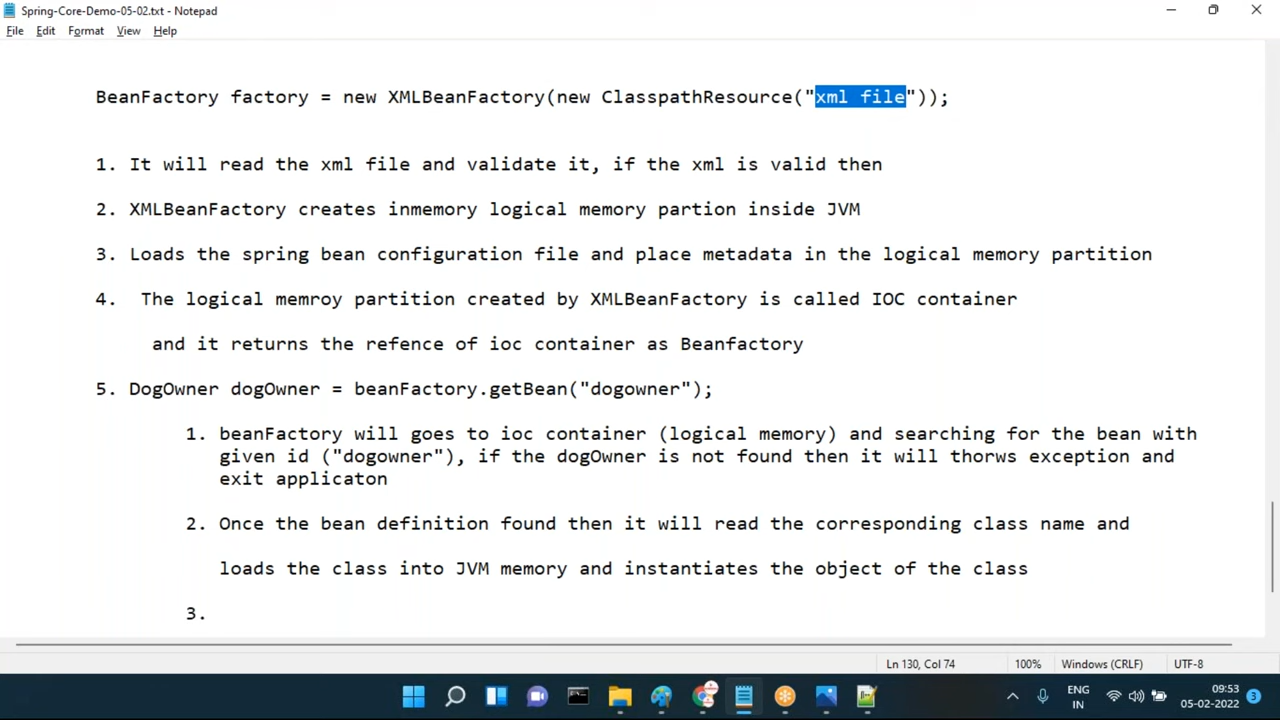 Spring-Core-Demo-05-02.txt - Notepad
File Edit Format View Help
BeanFactory factory = new XMLBeanFactory(new ClasspathResource("xml file"));
1. It will read the xml file and validate it, if the xml is valid then
2. XMLBeanFactory creates inmemory logical memory partion inside JVM
3. Loads the spring bean configuration file and place metadata in the logical memory partition
4. The logical memroy partition created by XMLBeanFactory is called IOC container
and it returns the refence of ioc container as Beanfactory
5. DogOwner dogOwner = beanFactory.getBean("dogowner");
1. beanFactory will goes to ioc container (logical memory) and searching for the bean with
given id ("dogowner"), if the dogOwner is not found then it will thorws exception and
exit applicaton
2. Once the bean definition found then it will read the corresponding class name and
loads the class into JVM memory and instantiates the object of the class
3.
Ln 130, Col 74 100% Windows (CRLF) UTF-8
ENG 09:53
IN 05-02-2022 3